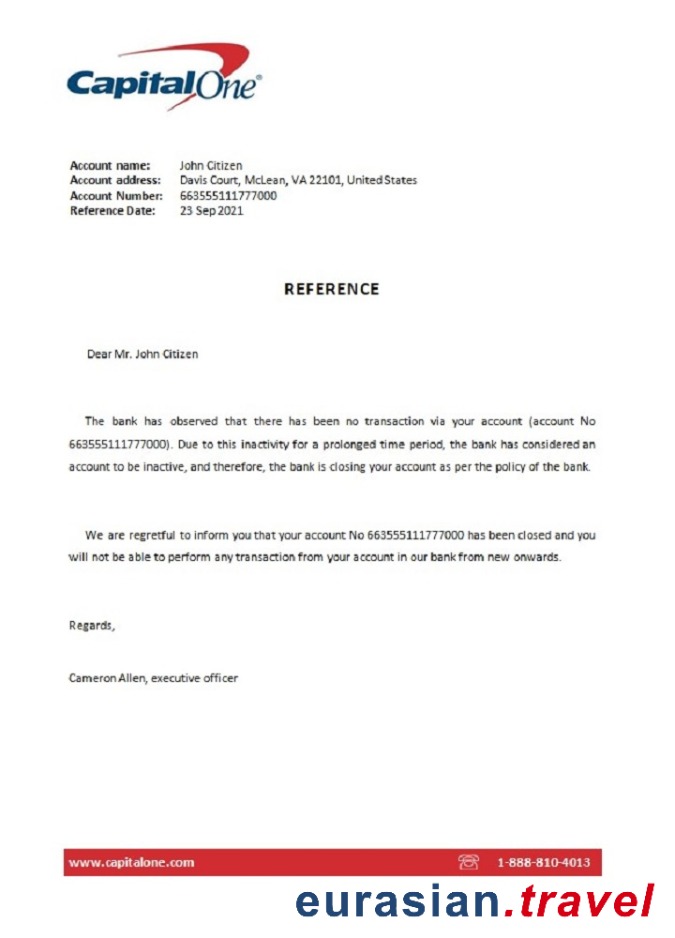 CapitalOne®
Account name: John Citizen
Account address: Davis Court, McLean, VA 22101, United States
Account Number: 663555111777000
Reference Date: 23 Sep 2021
REFERENCE
Dear Mr. John Citizen
The bank has observed that there has been no transaction via your account (account No
663555111777000). Due to this inactivity for a prolonged time period, the bank has considered an
account to be inactive, and therefore, the bank is closing your account as per the policy of the bank.
We are regretful to inform you that your account No 663555111777000 has been closed and you
will not be able to perform any transaction from your account in our bank from new onwards.
Regards,
Cameron Allen, executive officer
www.capitalone.com 1-888-810-4013
eurasian.travel